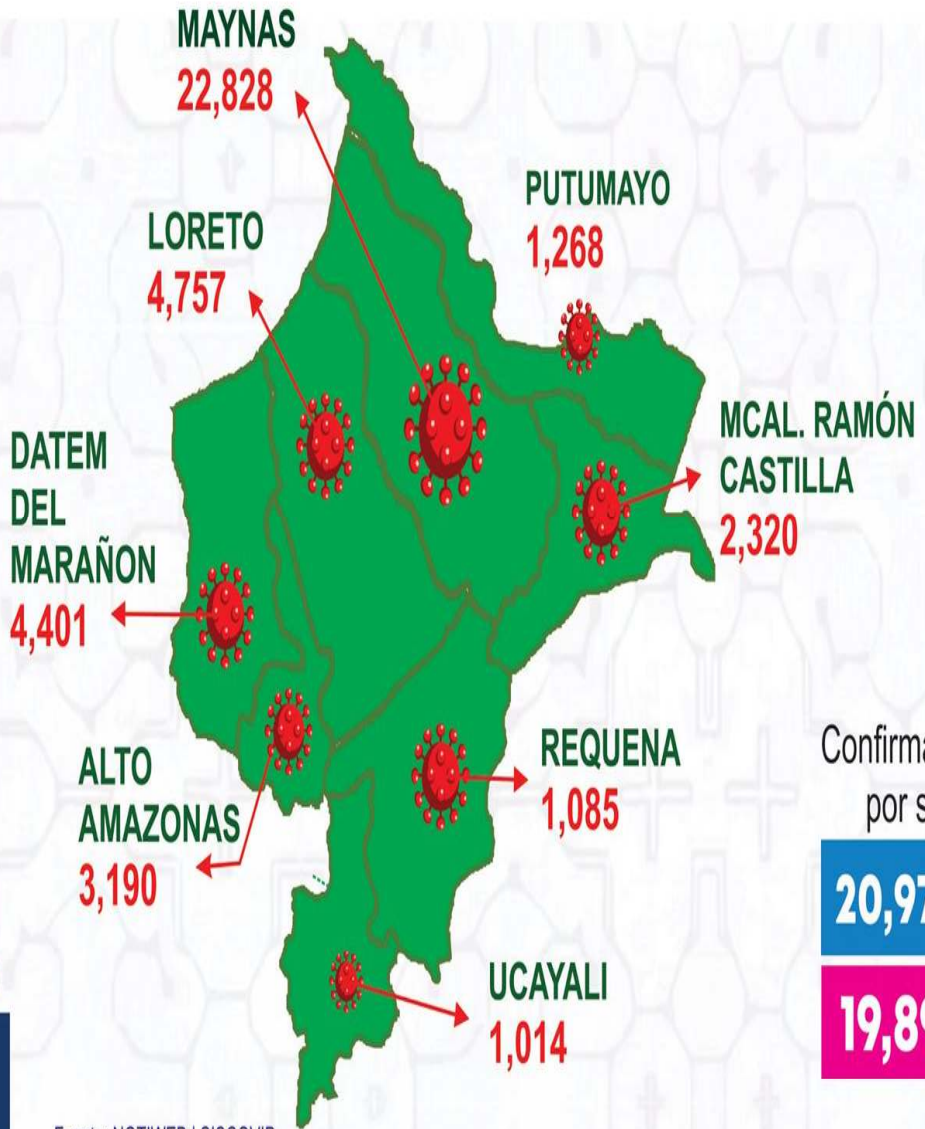 MAYNAS
22,828
PUTUMAYO
1,268
LORETO
4,757
MCAL. RAMÓN
CASTILLA
2,320
DATEM
DEL
MARAÑON
4,401
REQUENA
1,085
ALTO
AMAZONAS
3,190
UCAYALI
1,014
por